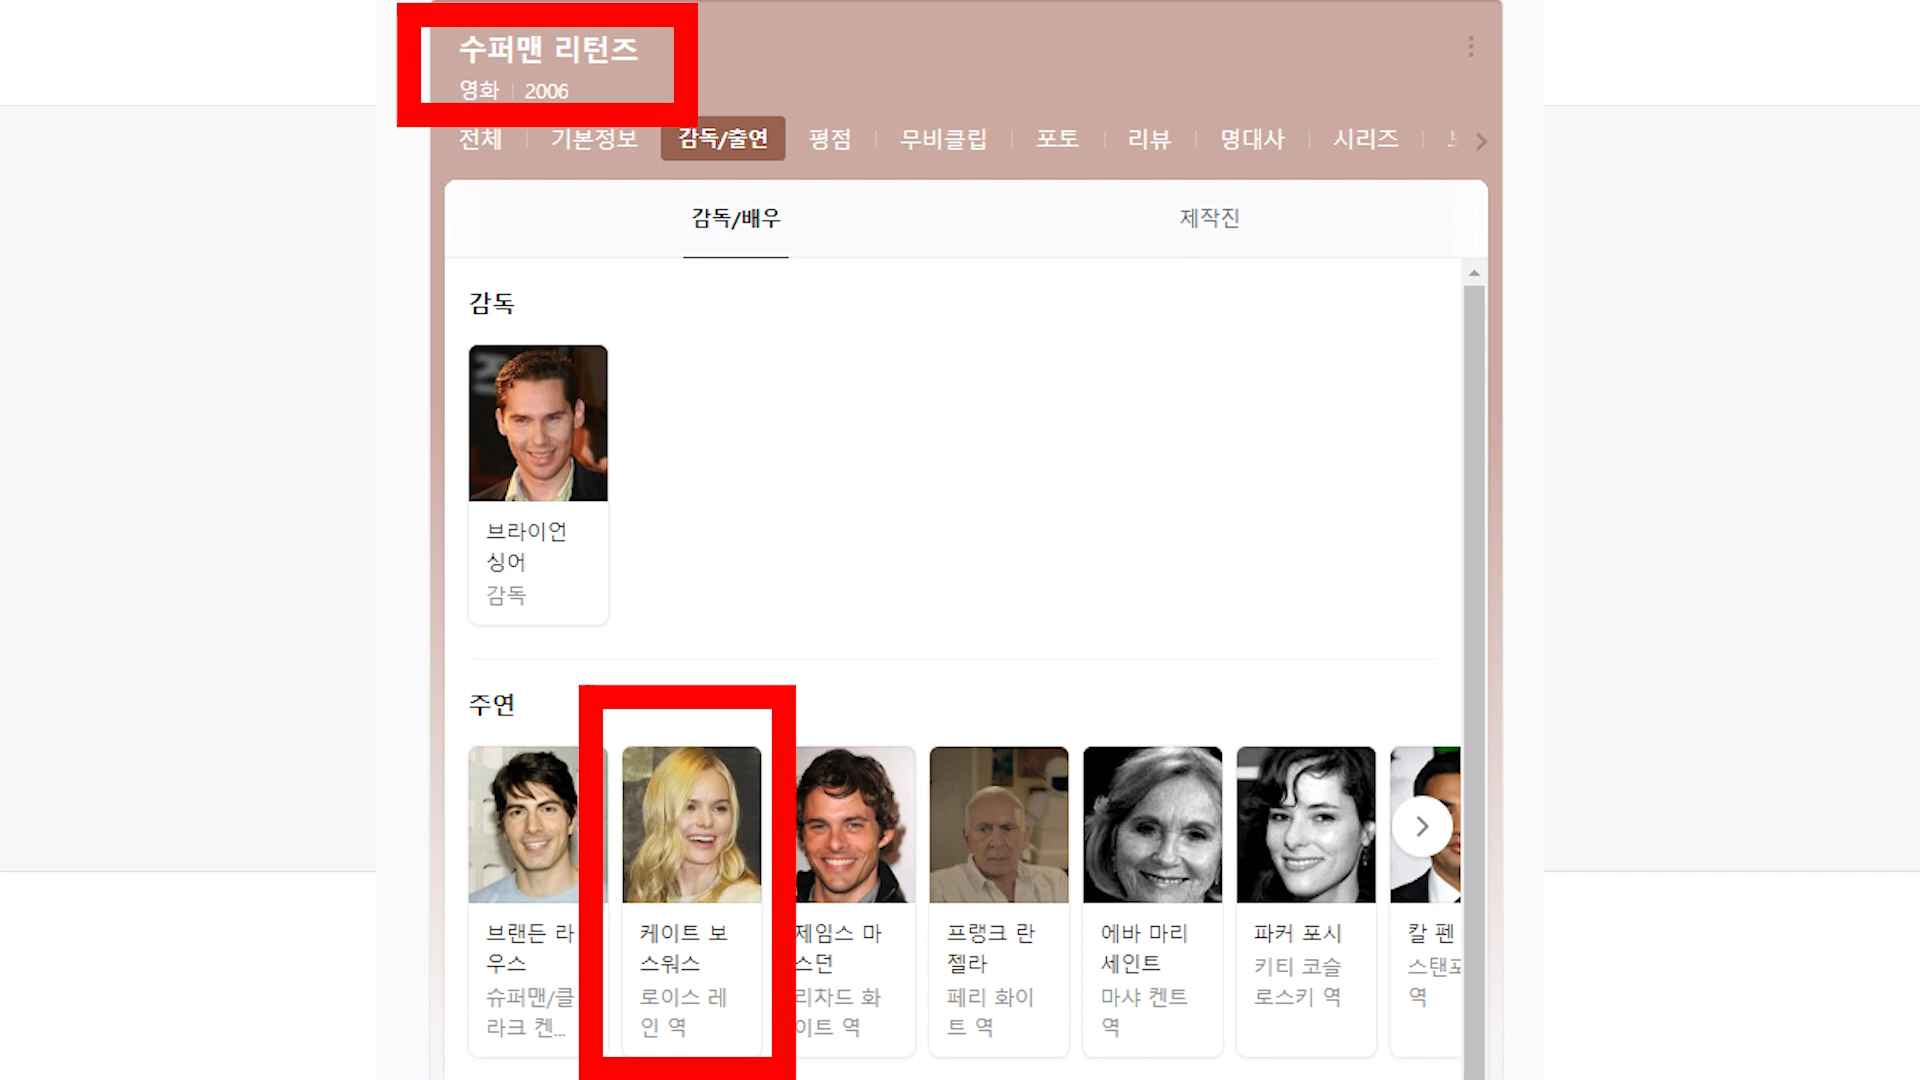 수퍼맨 리턴즈
영화 2006
전체 기본정보 감독/출연 평점 무비클립 포토 리뷰 명대사 시리즈
감독/배우 제작진
감독
브라이언
싱어
감독
주연
브랜든 라
우스
슈퍼맨/클
라크 켄...
케이트 보
스워스
로이스 레
인 역
제임스 마
스던
리차드 화
이트 역
프랭크 란
젤라
페리 화이
트 역
에바 마리
세인트
마샤 켄트
역
파커 포시
키티 코슬
로스키 역
칼 펜
스탠포
역